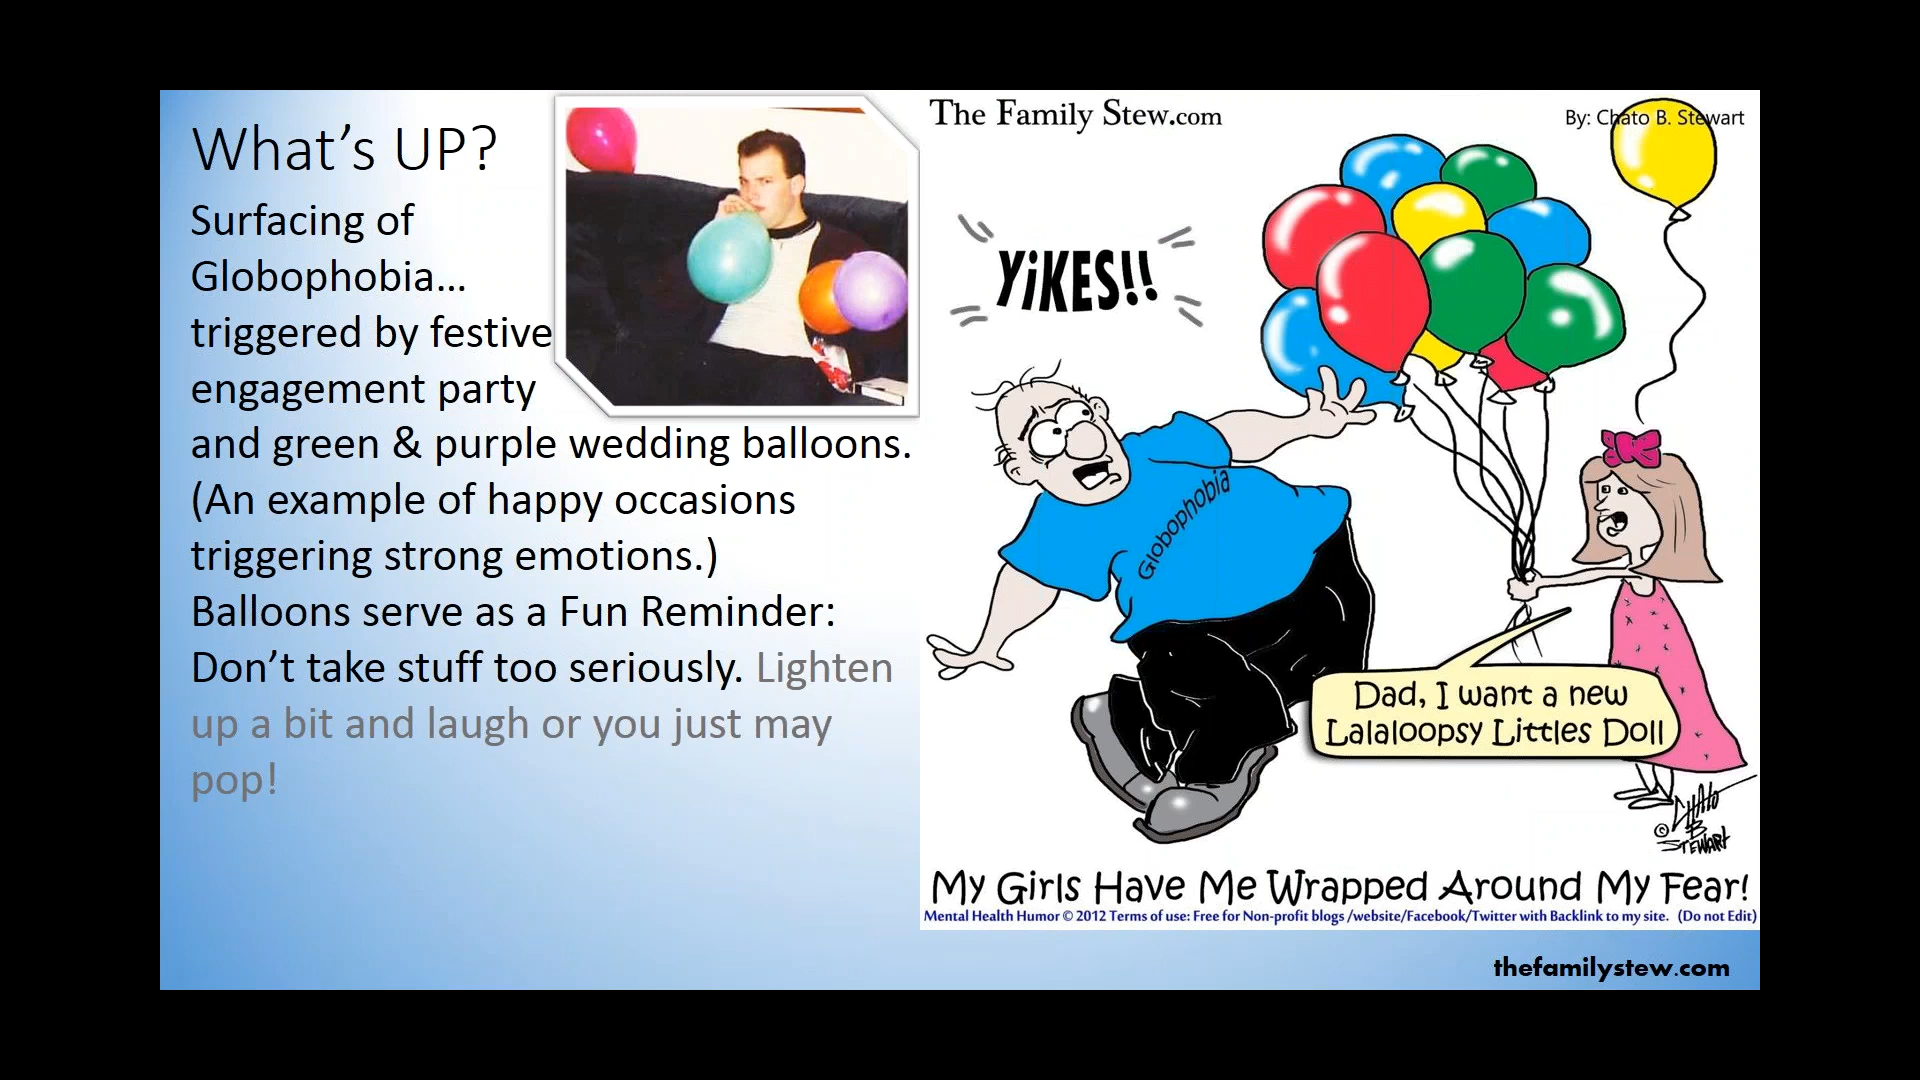 What's UP?
Surfacing of
Globophobia…
triggered by festive
engagement party
and green & purple wedding balloons.
(An example of happy occasions
triggering strong emotions.)
Balloons serve as a Fun Reminder:
Don't take stuff too seriously. Lighten
up a bit and laugh or you just may
pop!
The Family Stew.com
By: Chato B. Stewart
YiKES!!
Globophobia
Dad, I want a new
Lalaloopsy Littles Doll
© CHATO
B
STEWART
My Girls Have Me Wrapped Around My Fear!
Mental Health Humor © 2012 Terms of use: Free for Non-profit blogs /website/Facebook/Twitter with Backlink to my site. (Do not Edit)
thefamilystew.com